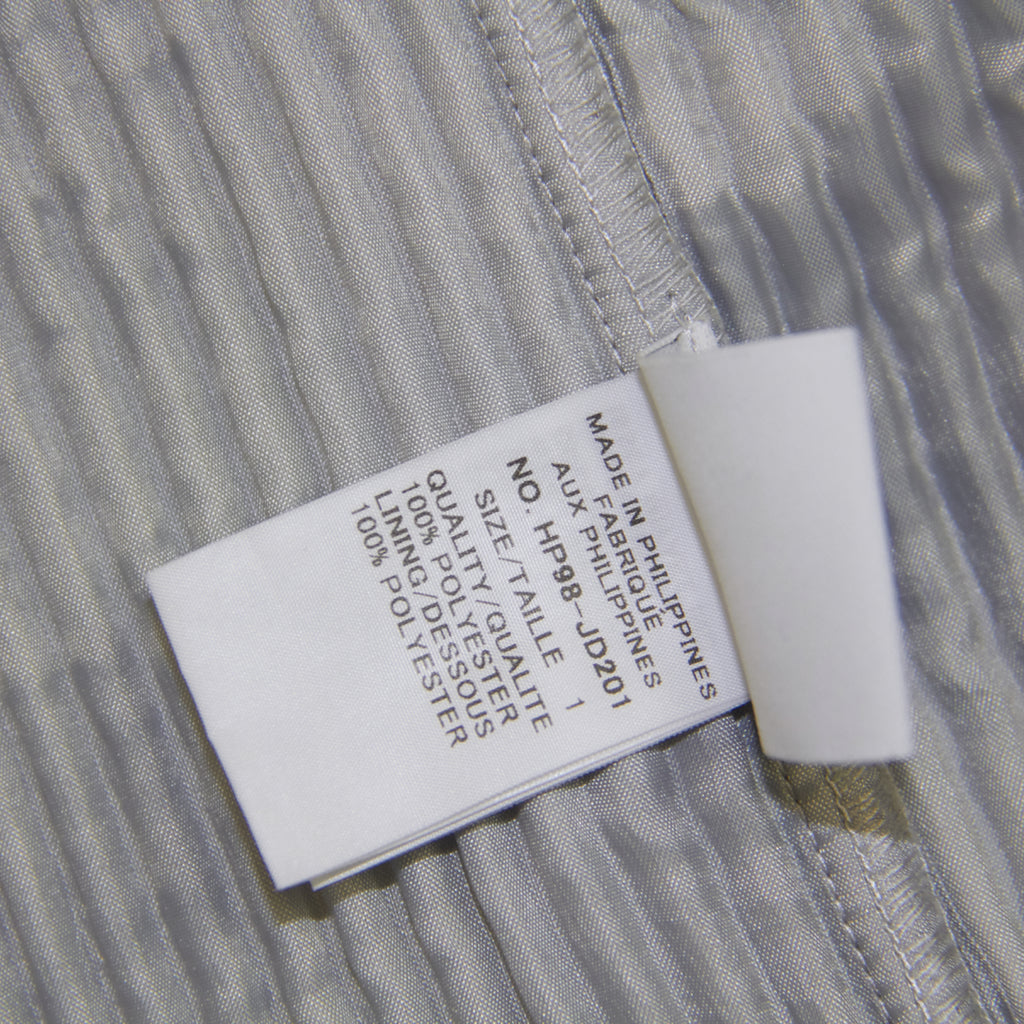 MADE IN PHILIPPINES
FABRIQUE
AUX PHILIPPINES
NO. HP98-JD201
SIZE/TAILLE 1
QUALITY/QUALITE
100% POLYESTER
LINING/DESSOUS
100% POLYESTER